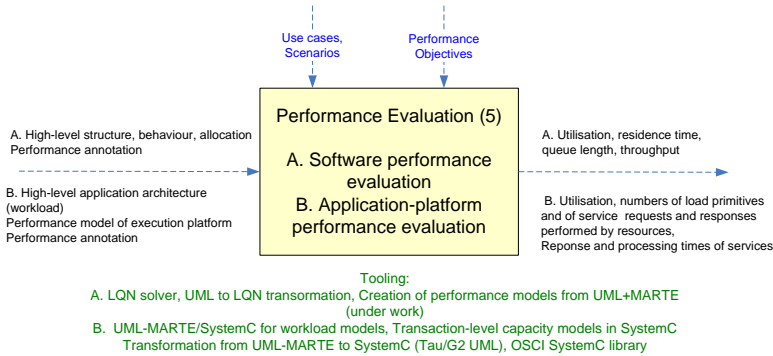 Use cases,
Scenarios
Performance
Objectives
A. High-level structure, behaviour, allocation
Performance annotation
B. High-level application architecture
(workload)
Performance model of execution platform
Performance annotation
Performance Evaluation (5)
A. Software performance
evaluation
B. Application-platform
performance evaluation
A. Utilisation, residence time,
queue length, throughput
B. Utilisation, numbers of load primitives
and of service requests and responses
performed by resources,
Reponse and processing times of services
Tooling:
A. LQN solver, UML to LQN transormation, Creation of performance models from UML+MARTE
(under work)
B. UML-MARTE/SystemC for workload models, Transaction-level capacity models in SystemC
Transformation from UML-MARTE to SystemC (Tau/G2 UML), OSCI SystemC library